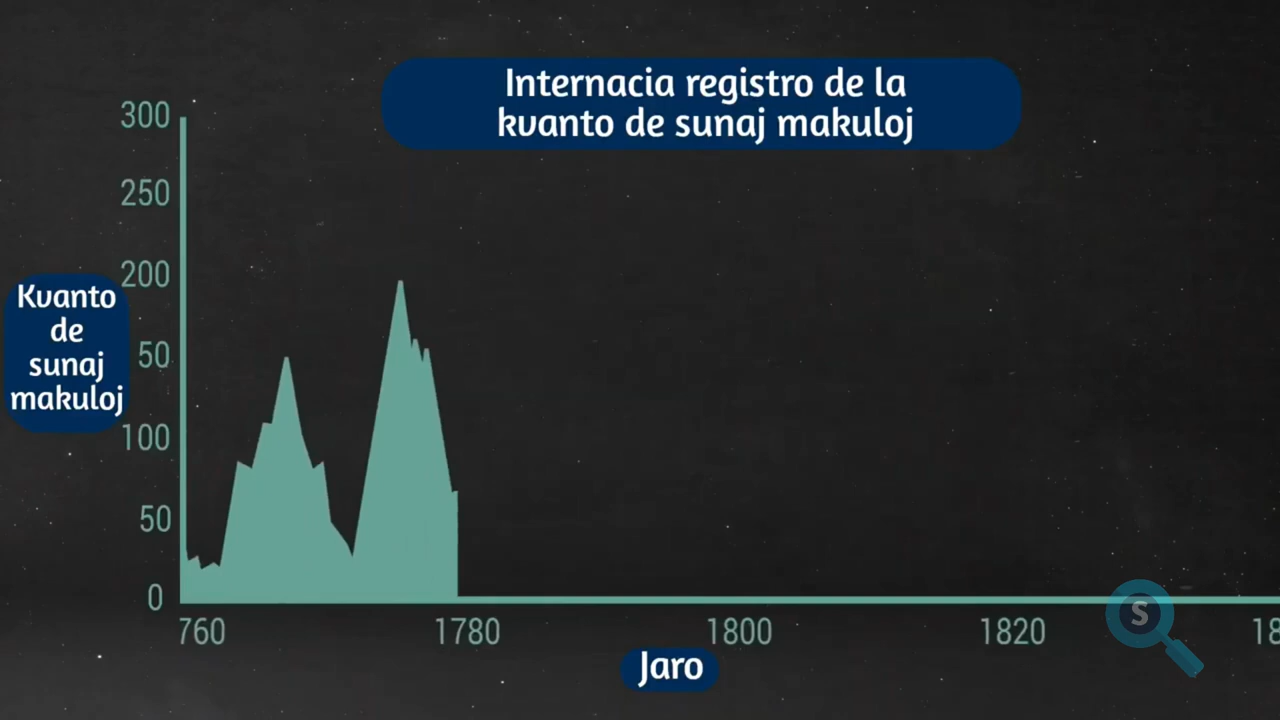 Internacia registro de la
kvanto de sunaj makuloj
300
250
200
50
100
50
0
Kvanto
de
sunaj
makuloj
760
1780
1800
1820
18
Jaro
S